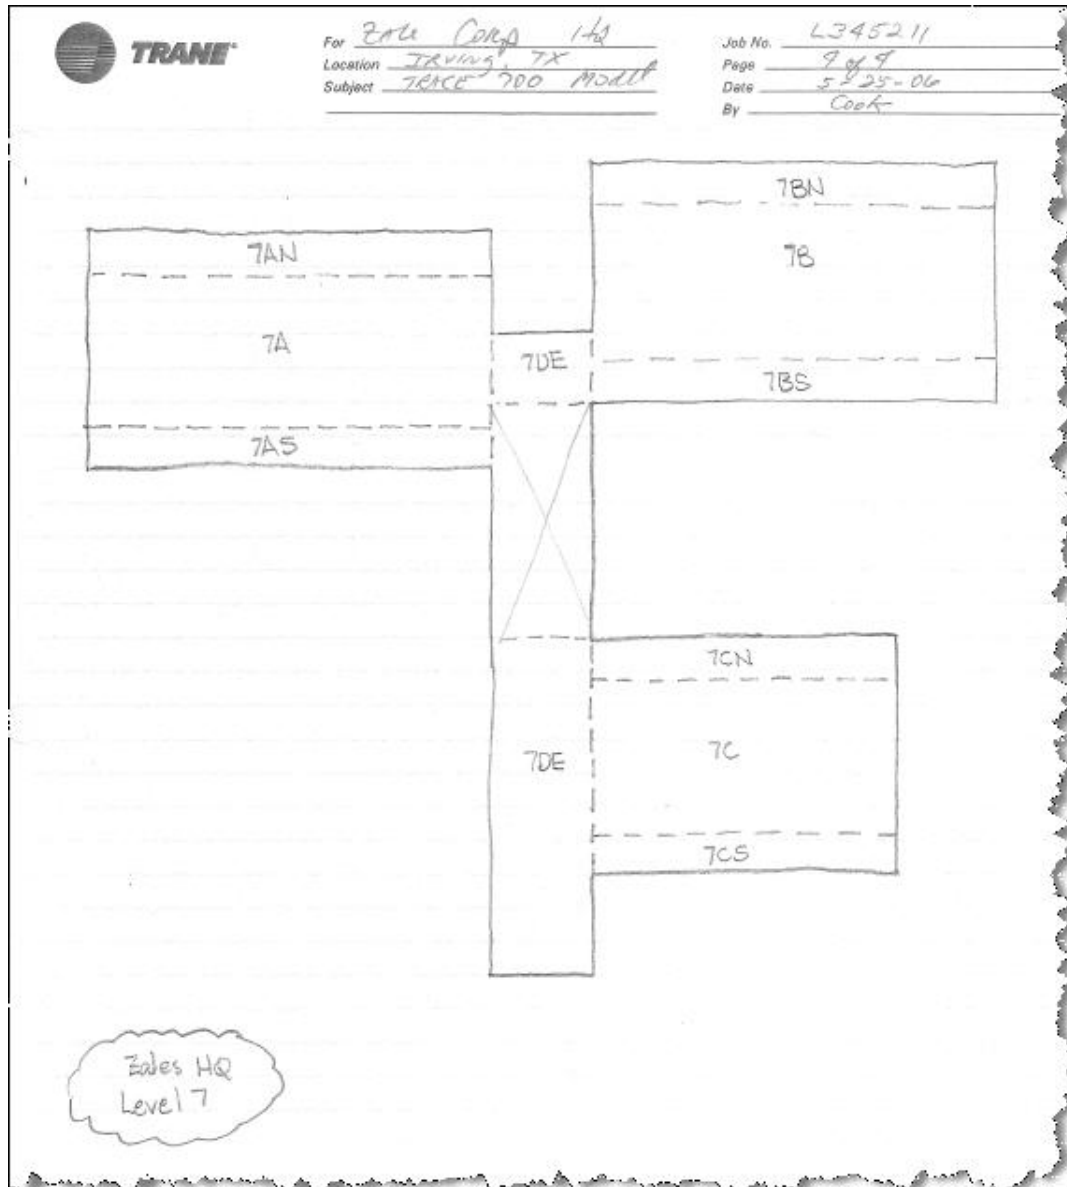 TRANE
For Zale Corp HQ
Location Irving, TX
Subject TRACE 700 Model
Job No. L345211
Page 4 of 4
Date 5-25-06
By Cook
7BN
7AN
7B
7A
7DE
7BS
7AS
7CN
7DE
7C
7CS
Zales HQ
Level 7